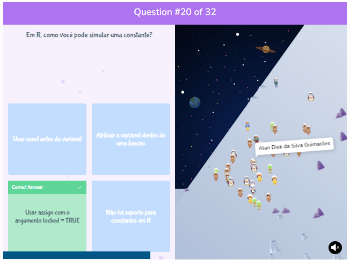 Question #20 of 32
Em R, como você pode simular uma constante?
Usar const antes da variável
Atribuir a variável dentro de
uma função
Correct Answer
Usar assign com o
argumento locked = TRUE
Não há suporte para
constantes em R
Alan Dick da Silva Guimarães